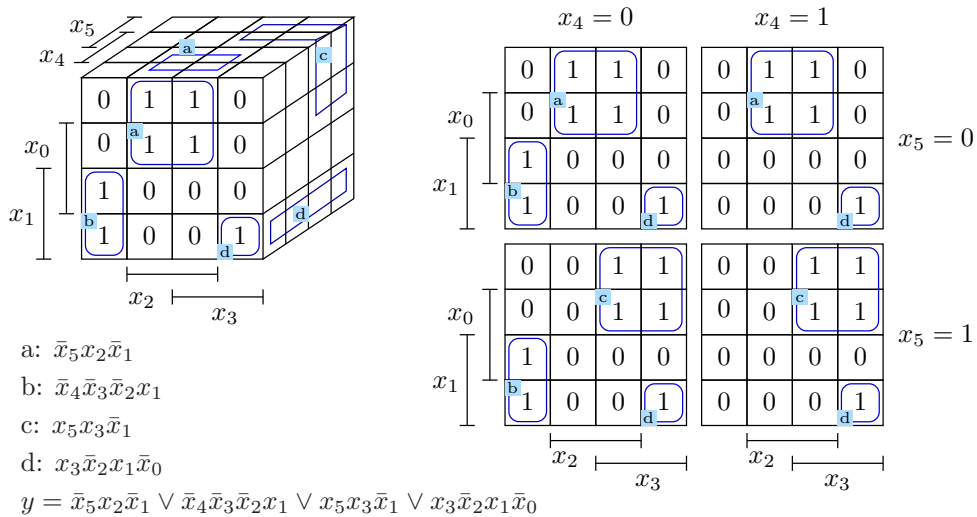 x₅
x₄
a
c
0 1 1 0
a
0 1 1 0
1 0 0 0
b
1 0 0 1
d
d
x₀
x₁
x₂
x₃
a: x̄₅x₂x̄₁
b: x̄₄x̄₃x̄₂x₁
c: x₅x₃x̄₁
d: x₃x̄₂x₁x̄₀
y = x̄₅x₂x̄₁ ∨ x̄₄x̄₃x̄₂x₁ ∨ x₅x₃x̄₁ ∨ x₃x̄₂x₁x̄₀
x₄ = 0
x₄ = 1
0 1 1 0
a
0 1 1 0
1 0 0 0
b
1 0 0 1
d
x₀
x₁
0 1 1 0
a
0 1 1 0
0 0 0 0
0 0 0 1
d
x₅ = 0
0 0 1 1
c
0 0 1 1
1 0 0 0
b
1 0 0 1
d
x₀
x₁
x₂
x₃
0 0 1 1
c
0 0 1 1
0 0 0 0
0 0 0 1
d
x₂
x₃
x₅ = 1